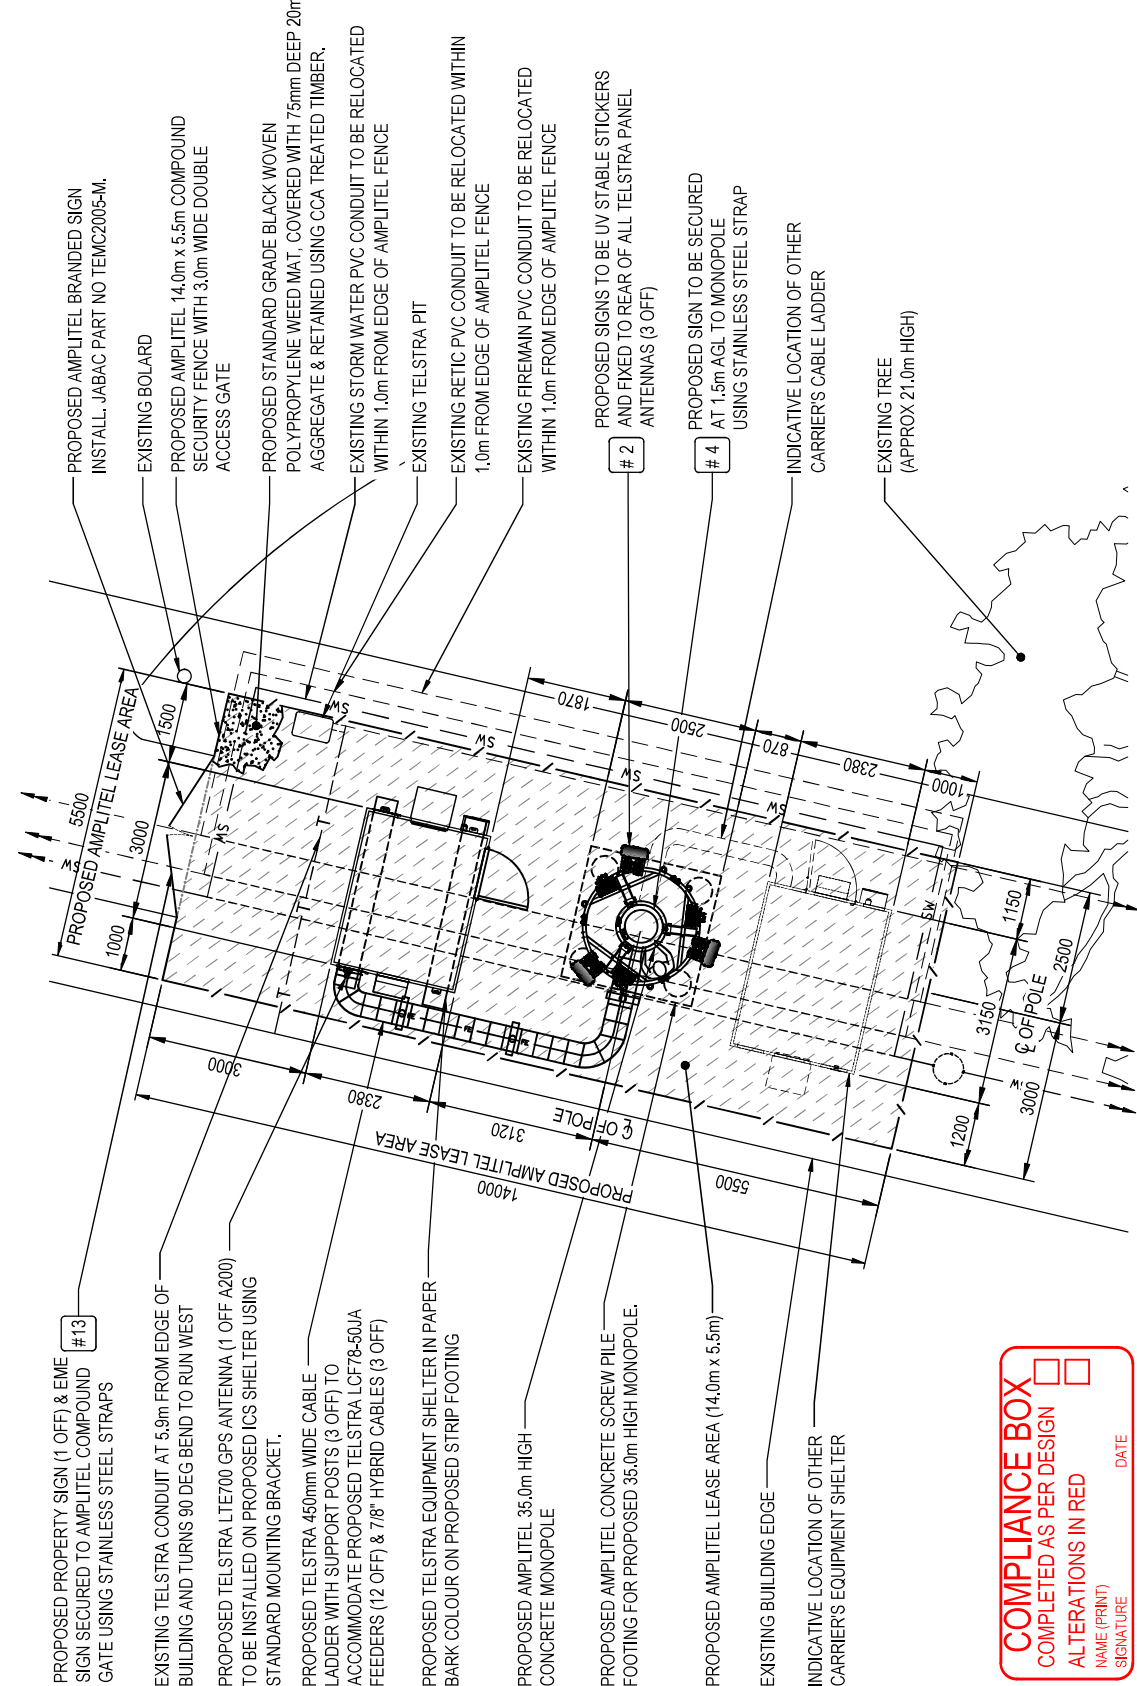 PROPOSED AMPLITEL BRANDED SIGN
INSTALL. JABAC PART NO TEMC2005-M.
EXISTING BOLARD
PROPOSED AMPLITEL 14.0m x 5.5m COMPOUND
SECURITY FENCE WITH 3.0m WIDE DOUBLE
ACCESS GATE
PROPOSED STANDARD GRADE BLACK WOVEN
POLYPROPYLENE WEED MAT, COVERED WITH 75mm DEEP 20m
AGGREGATE & RETAINED USING CCA TREATED TIMBER.
EXISTING STORM WATER PVC CONDUIT TO BE RELOCATED
WITHIN 1.0m FROM EDGE OF AMPLITEL FENCE
EXISTING TELSTRA PIT
EXISTING RETIC PVC CONDUIT TO BE RELOCATED WITHIN
1.0m FROM EDGE OF AMPLITEL FENCE
EXISTING FIREMAIN PVC CONDUIT TO BE RELOCATED
WITHIN 1.0m FROM EDGE OF AMPLITEL FENCE
# 2
PROPOSED SIGNS TO BE UV STABLE STICKERS
AND FIXED TO REAR OF ALL TELSTRA PANEL
ANTENNAS (3 OFF)
# 4
PROPOSED SIGN TO BE SECURED
AT 1.5m AGL TO MONOPOLE
USING STAINLESS STEEL STRAP
INDICATIVE LOCATION OF OTHER
CARRIER'S CABLE LADDER
EXISTING TREE
(APPROX 21.0m HIGH)
5500
PROPOSED AMPLITEL LEASE AREA
1000
3000
1500
SW
SW
SW
SW
SW
SW
SW
SW
T
T
T
T
1870
2500
870
2380
1000
3000
2380
3120
5500
℄ OF POLE
PROPOSED AMPLITEL LEASE AREA
14000
1200
3150
1150
3000
2500
℄ OF POLE
PROPOSED PROPERTY SIGN (1 OFF) & EME
SIGN SECURED TO AMPLITEL COMPOUND
GATE USING STAINLESS STEEL STRAPS
#13
EXISTING TELSTRA CONDUIT AT 5.9m FROM EDGE OF
BUILDING AND TURNS 90 DEG BEND TO RUN WEST
PROPOSED TELSTRA LTE700 GPS ANTENNA (1 OFF A200)
TO BE INSTALLED ON PROPOSED ICS SHELTER USING
STANDARD MOUNTING BRACKET.
PROPOSED TELSTRA 450mm WIDE CABLE
LADDER WITH SUPPORT POSTS (3 OFF) TO
ACCOMMODATE PROPOSED TELSTRA LCF78-50JA
FEEDERS (12 OFF) & 7/8" HYBRID CABLES (3 OFF)
PROPOSED TELSTRA EQUIPMENT SHELTER IN PAPER
BARK COLOUR ON PROPOSED STRIP FOOTING
PROPOSED AMPLITEL 35.0m HIGH
CONCRETE MONOPOLE
PROPOSED AMPLITEL CONCRETE SCREW PILE
FOOTING FOR PROPOSED 35.0m HIGH MONOPOLE.
PROPOSED AMPLITEL LEASE AREA (14.0m x 5.5m)
EXISTING BUILDING EDGE
INDICATIVE LOCATION OF OTHER
CARRIER'S EQUIPMENT SHELTER
COMPLIANCE BOX
COMPLETED AS PER DESIGN
ALTERATIONS IN RED
NAME (PRINT)
SIGNATURE DATE